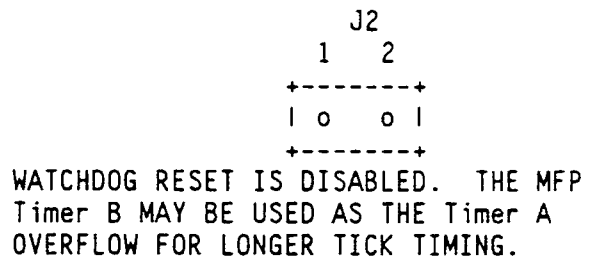 J2
1 2
+-------+
| o o |
+-------+
WATCHDOG RESET IS DISABLED. THE MFP
Timer B MAY BE USED AS THE Timer A
OVERFLOW FOR LONGER TICK TIMING.